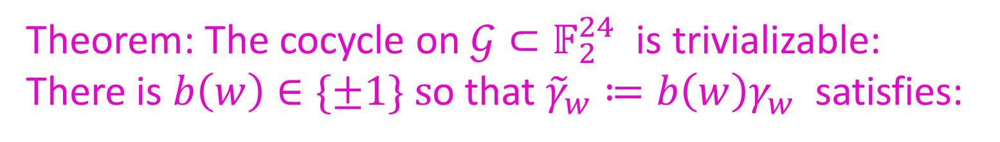 Theorem: The cocycle on 𝒢 ⊂ 𝔽₂²⁴ is trivializable:
There is 𝑏(𝑤) ∈ {±1} so that 𝛾̃_𝑤 ≔ 𝑏(𝑤)𝛾_𝑤 satisfies: